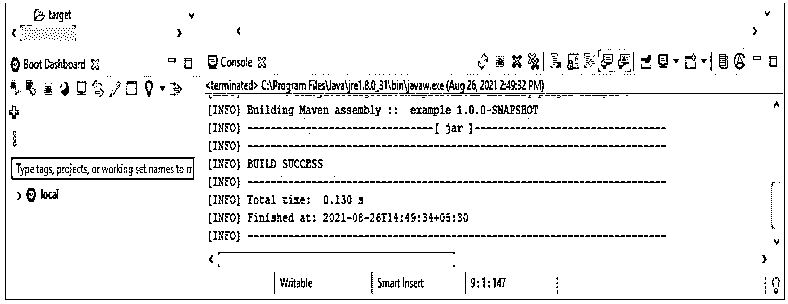 target
Boot Dashboard
Type tags, projects, or working set names to m
local
Console
<terminated> C:\Program Files\Java\jre1.8.0_31\bin\javaw.exe (Aug 26, 2021 2:49:32 PM)
[INFO] Building Maven assembly :: example 1.0.0-SNAPSHOT
[INFO] --------------------------------[ jar ]---------------------------------
[INFO] ------------------------------------------------------------------------
[INFO] BUILD SUCCESS
[INFO] ------------------------------------------------------------------------
[INFO] Total time: 0.130 s
[INFO] Finished at: 2021-08-26T14:49:34+05:30
[INFO] ------------------------------------------------------------------------
Writable Smart Insert 9:1:147